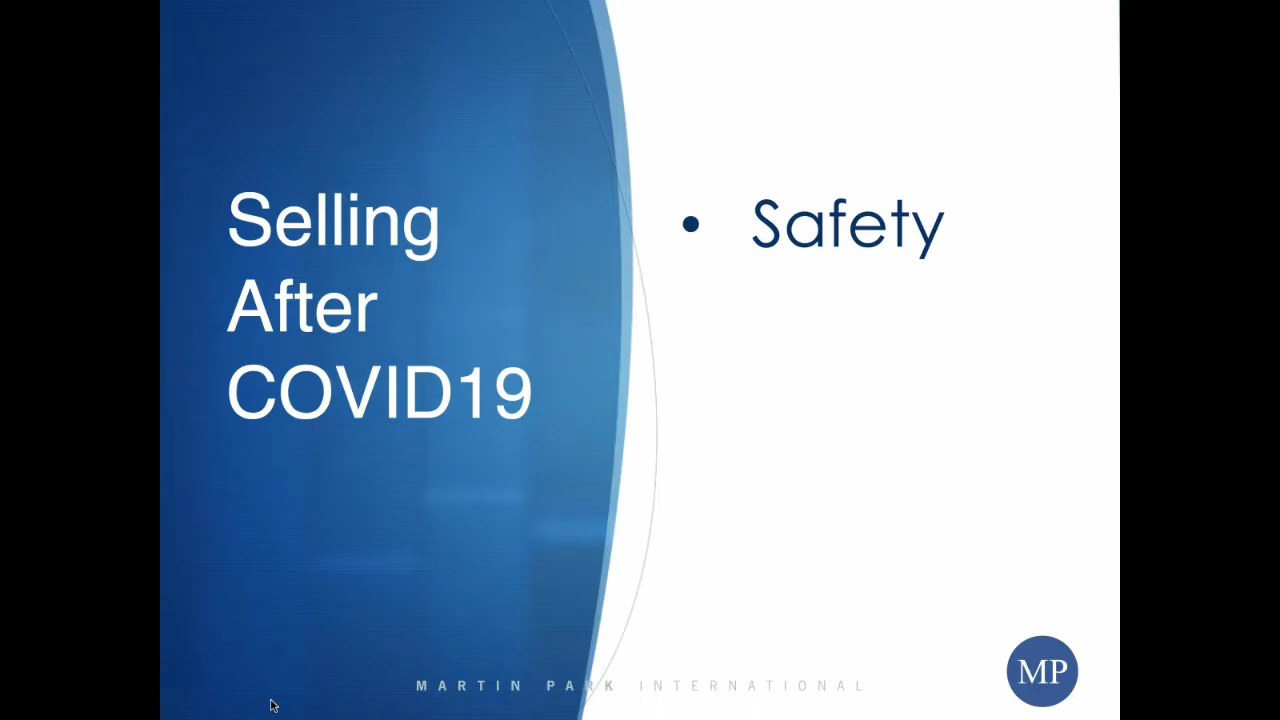 Selling
After
COVID19
• Safety
MARTIN PARK INTERNATIONAL
MP